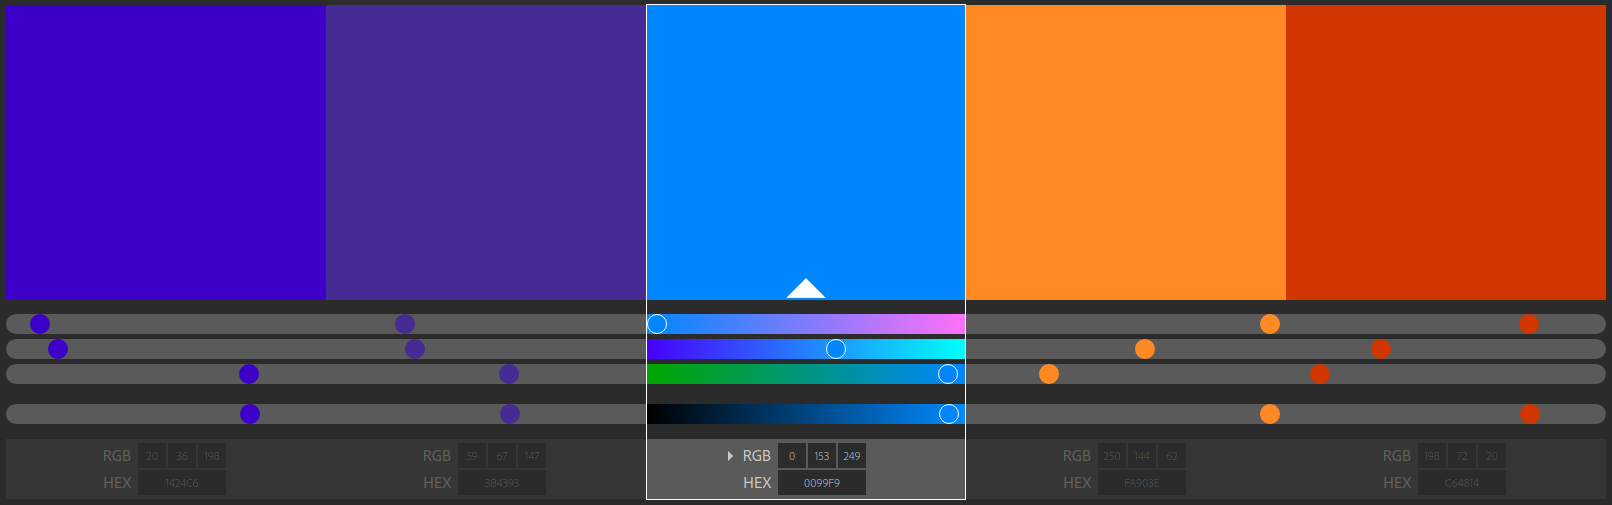 RGB 20 36 198
HEX 1424C6
RGB 59 67 147
HEX 3B4393
RGB 0 153 249
HEX 0099F9
RGB 250 144 62
HEX FA903E
RGB 198 72 20
HEX C64814